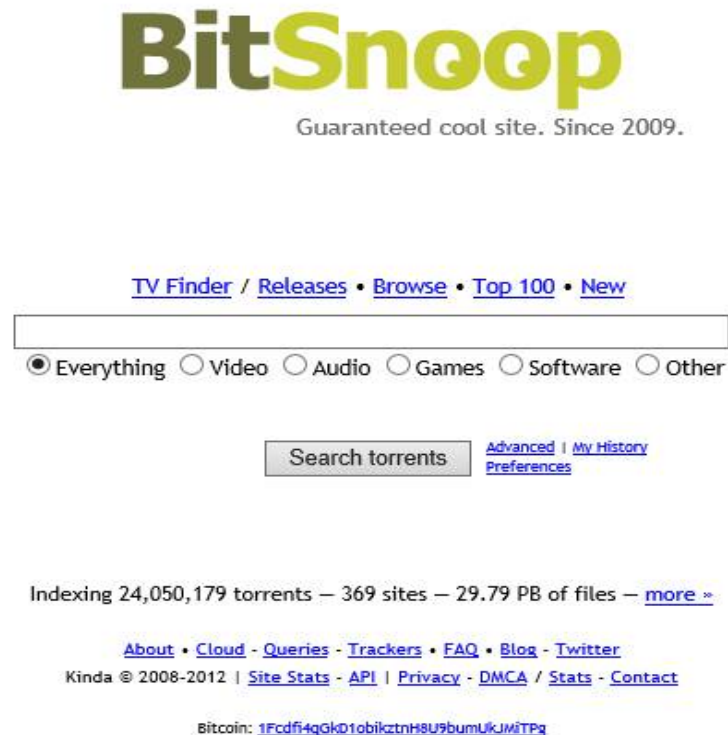 BitSnoop
Guaranteed cool site. Since 2009.
TV Finder / Releases • Browse • Top 100 • New
Everything Video Audio Games Software Other
Search torrents Advanced | My History
Preferences
Indexing 24,050,179 torrents — 369 sites — 29.79 PB of files — more »
About • Cloud - Queries - Trackers • FAQ • Blog - Twitter
Kinda © 2008-2012 | Site Stats - API | Privacy - DMCA / Stats - Contact
Bitcoin: 1Fcdfi4qGkD1obikztnH8U9bumUkJMiTPg